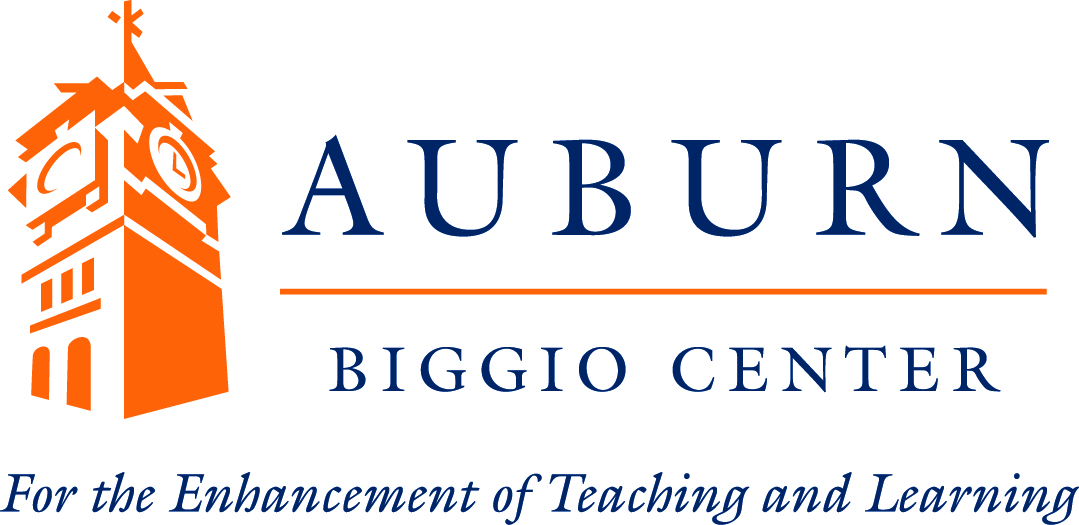 AUBURN
BIGGIO CENTER
For the Enhancement of Teaching and Learning